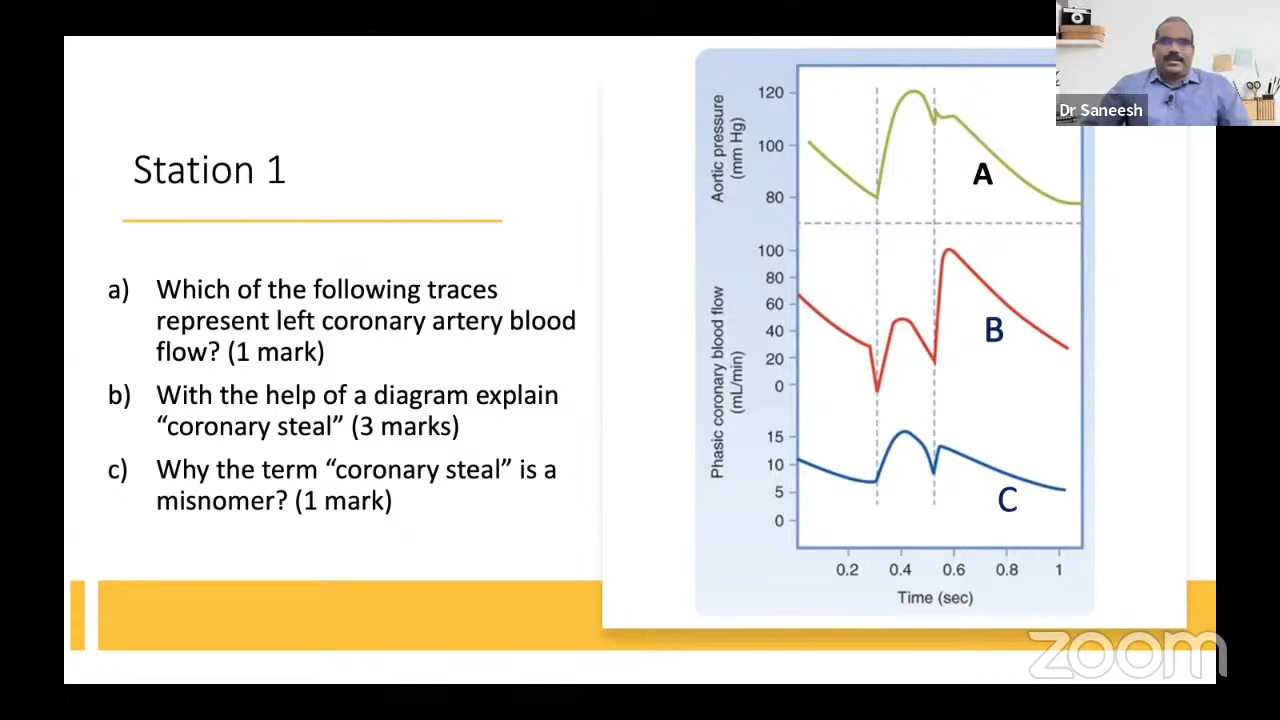 Dr Saneesh
Station 1
a) Which of the following traces
represent left coronary artery blood
flow? (1 mark)
b) With the help of a diagram explain
“coronary steal” (3 marks)
c) Why the term “coronary steal” is a
misnomer? (1 mark)
Aortic pressure
(mm Hg)
120
100
80
A
Phasic coronary blood flow
(mL/min)
100
80
60
40
20
0
B
15
10
5
0
C
0.2 0.4 0.6 0.8 1
Time (sec)
zoom